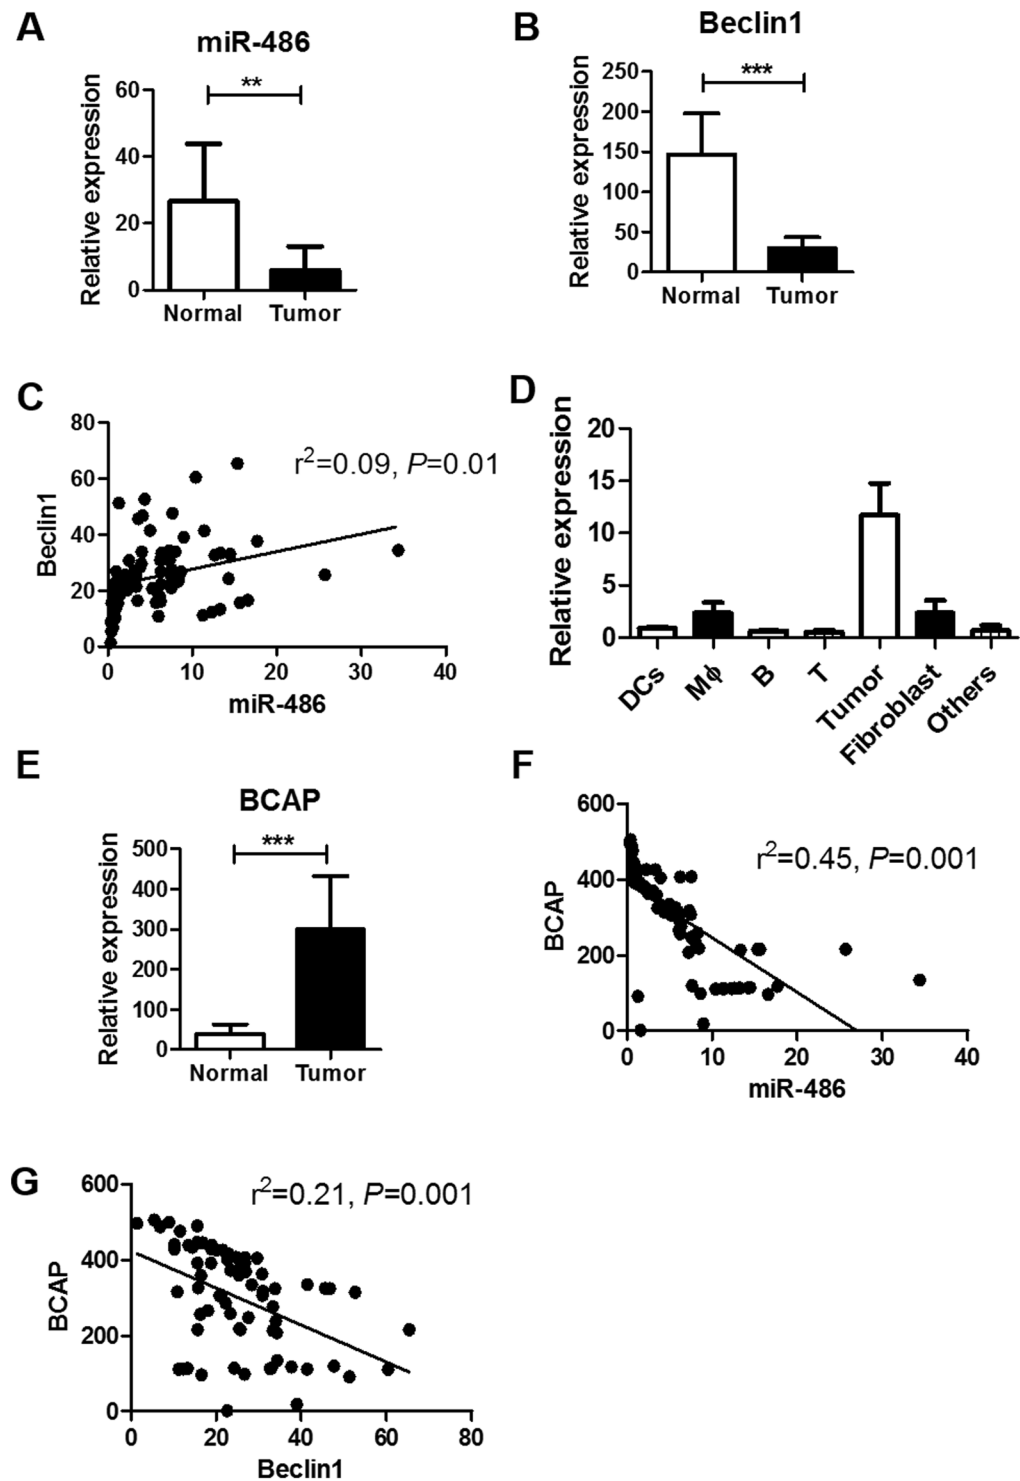 A
miR-486
Relative expression
60
40
20
0
**
Normal Tumor
B
Beclin1
Relative expression
250
200
150
100
50
0
***
Normal Tumor
C
Beclin1
80
60
40
20
0
r²=0.09, P=0.01
0 10 20 30 40
miR-486
D
Relative expression
20
15
10
5
0
DCs
Mϕ
B
T
Tumor
Fibroblast
Others
E
BCAP
Relative expression
500
400
300
200
100
0
***
Normal Tumor
F
BCAP
600
400
200
0
r²=0.45, P=0.001
0 10 20 30 40
miR-486
G
BCAP
600
400
200
0
r²=0.21, P=0.001
0 20 40 60 80
Beclin1